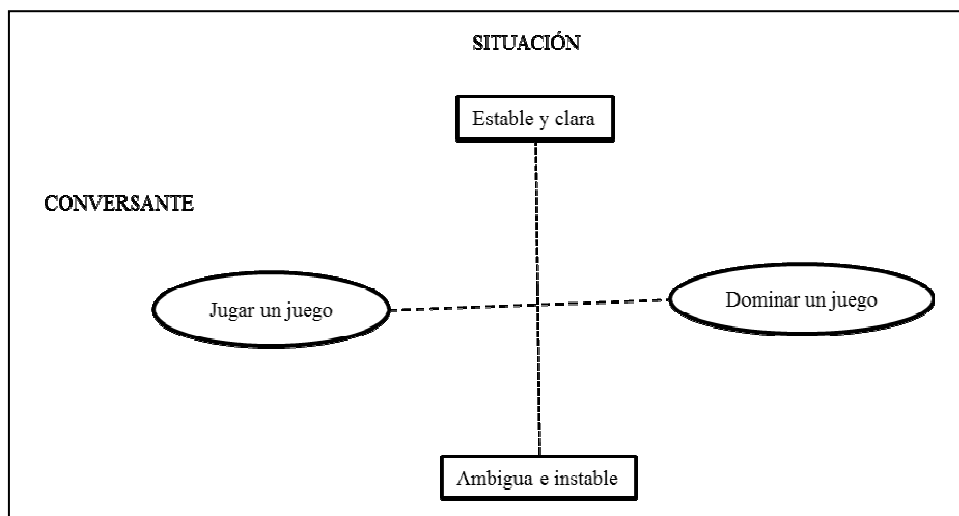 SITUACIÓN
Estable y clara
CONVERSANTE
Jugar un juego
Dominar un juego
Ambigua e instable